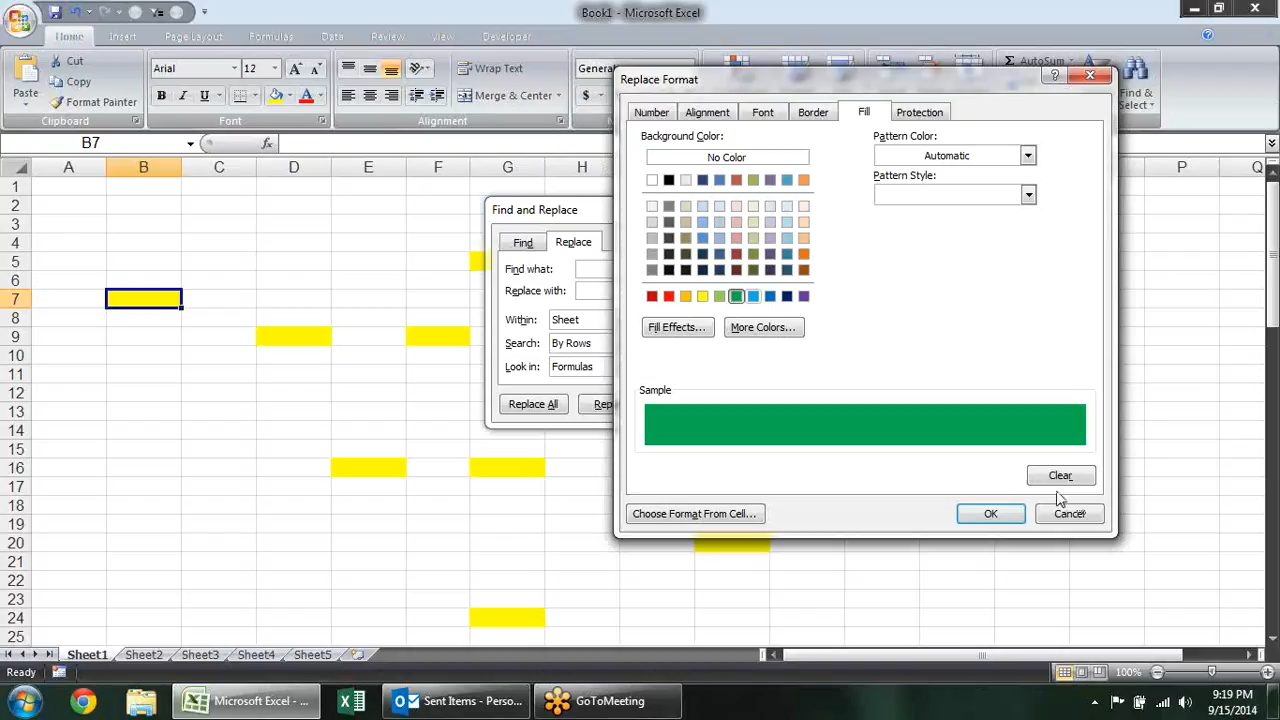 Book1 - Microsoft Excel
Home Insert Page Layout Formulas Data Review View Developer
Paste
Cut
Copy
Format Painter
Clipboard
Arial 12
B I U
Font
Wrap Text
Merge & Center
Alignment
General
$
AutoSum
Find &
Select
B7
fx
A B C D E F G H P Q
1
2
3
4
5
6
7
8
9
10
11
12
13
14
15
16
17
18
19
20
21
22
23
24
25
Find and Replace
Find Replace
Find what:
Replace with:
Within: Sheet
Search: By Rows
Look in: Formulas
Replace All
Replace Format
Number Alignment Font Border Fill Protection
Background Color:
No Color
Fill Effects... More Colors...
Pattern Color:
Automatic
Pattern Style:
Sample
Clear
Choose Format From Cell... OK Cancel
Sheet1 Sheet2 Sheet3 Sheet4 Sheet5
Ready
100%
Microsoft Excel - ...
Sent Items - Perso...
GoToMeeting
9:19 PM
9/15/2014